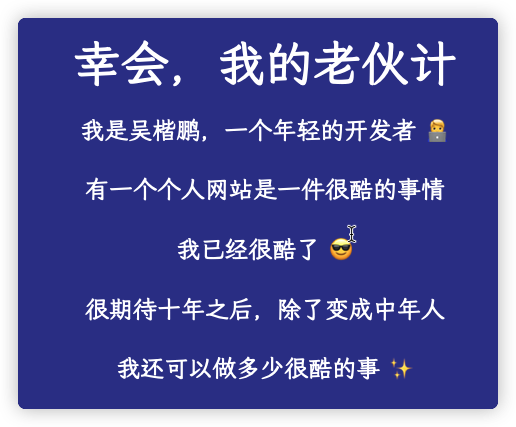 幸会，我的老伙计
我是吴楷鹏，一个年轻的开发者 👨‍💻
有一个个人网站是一件很酷的事情
我已经很酷了 😎
很期待十年之后，除了变成中年人
我还可以做多少很酷的事 ✨